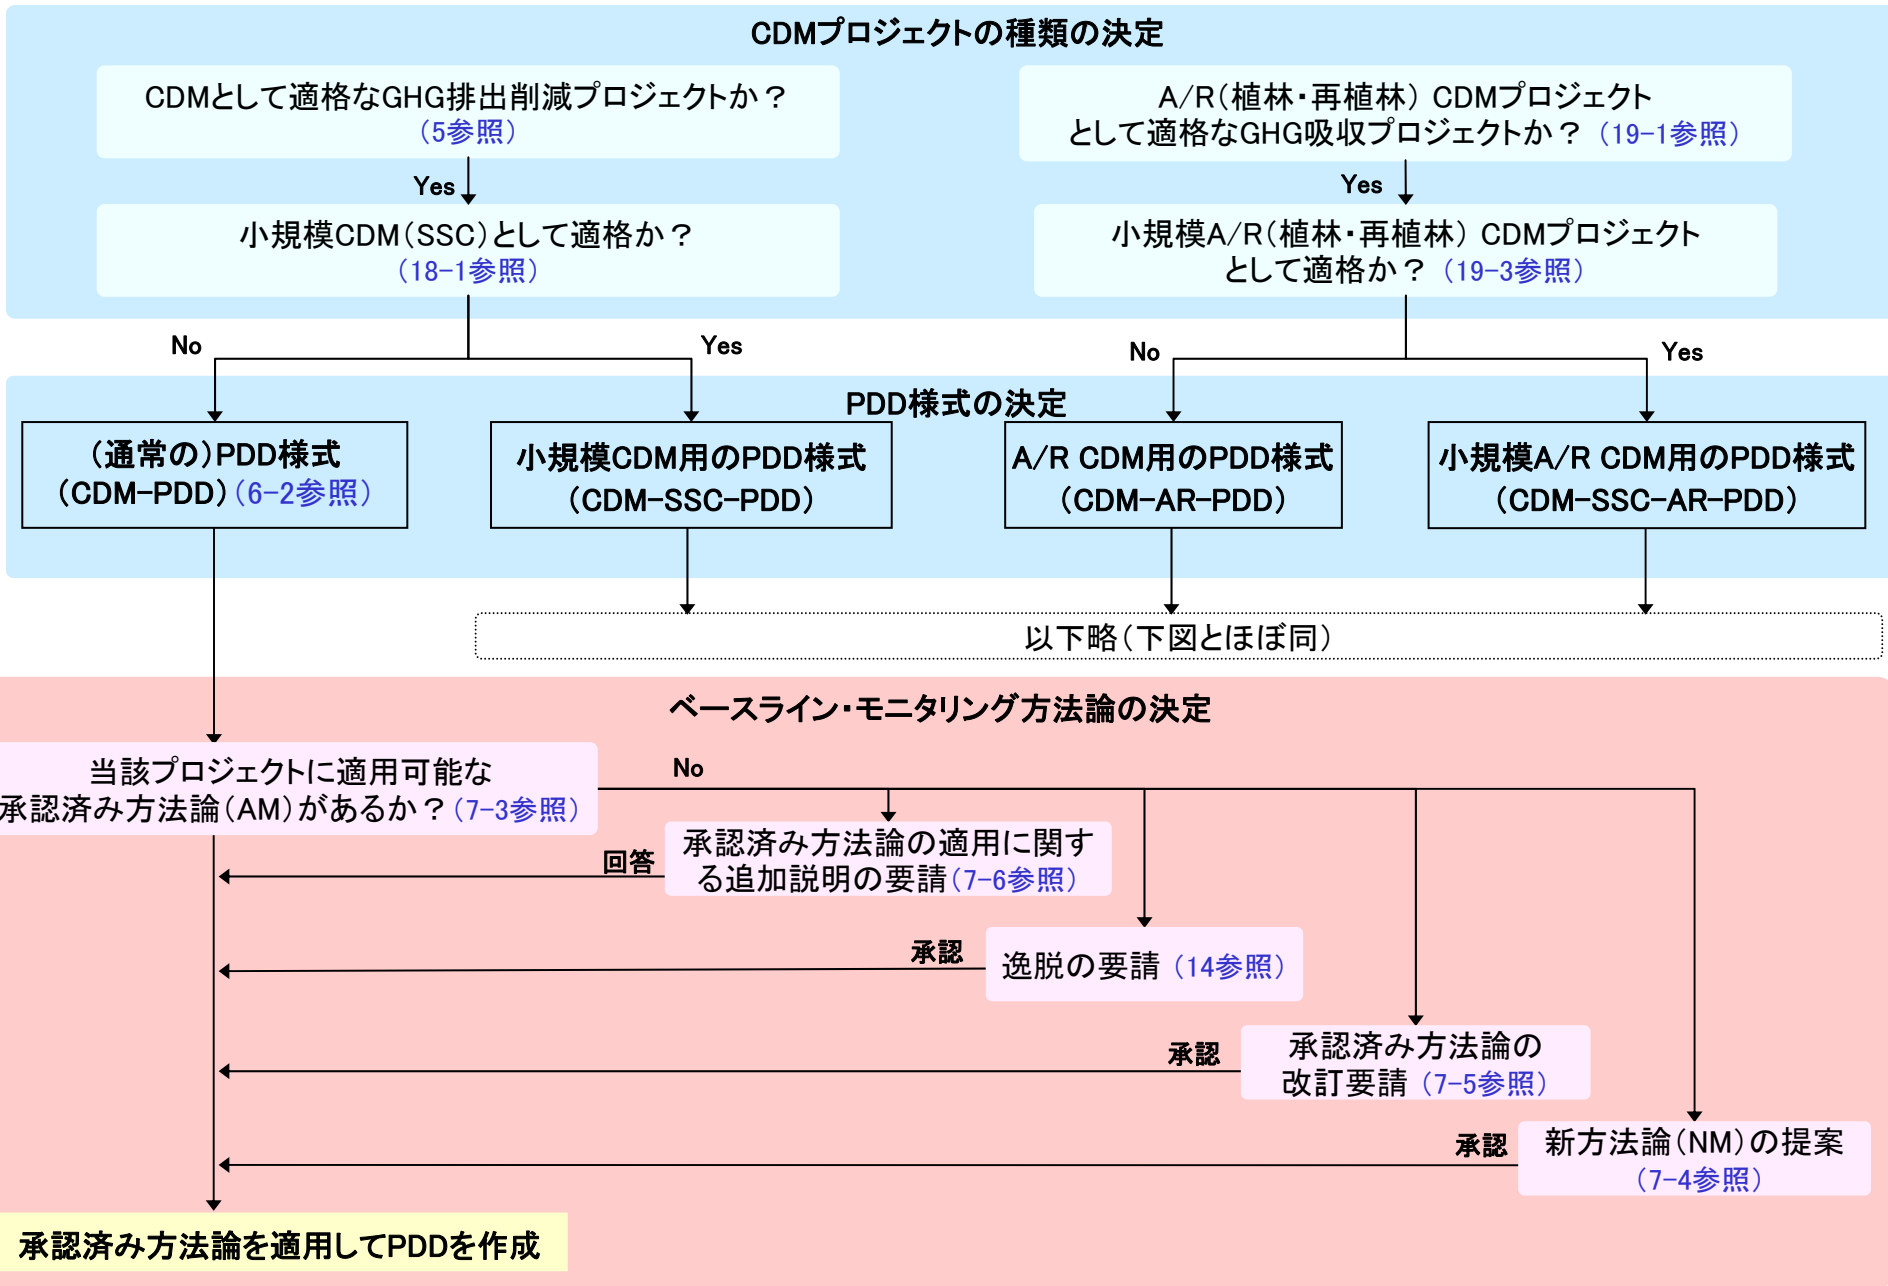 CDMプロジェクトの種類の決定
CDMとして適格なGHG排出削減プロジェクトか？
（5参照）
Yes
小規模CDM（SSC）として適格か？
（18-1参照）
A/R（植林・再植林） CDMプロジェクト
として適格なGHG吸収プロジェクトか？（19-1参照）
Yes
小規模A/R（植林・再植林） CDMプロジェクト
として適格か？（19-3参照）
No
Yes
No
Yes
PDD様式の決定
（通常の）PDD様式
（CDM-PDD）（6-2参照）
小規模CDM用のPDD様式
（CDM-SSC-PDD）
A/R CDM用のPDD様式
（CDM-AR-PDD）
小規模A/R CDM用のPDD様式
（CDM-SSC-AR-PDD）
以下略（下図とほぼ同）
ベースライン・モニタリング方法論の決定
当該プロジェクトに適用可能な
承認済み方法論（AM）があるか？（7-3参照）
No
承認済み方法論の適用に関す
る追加説明の要請（7-6参照）
回答
逸脱の要請（14参照）
承認
承認済み方法論の
改訂要請（7-5参照）
承認
新方法論（NM）の提案
（7-4参照）
承認
承認済み方法論を適用してPDDを作成